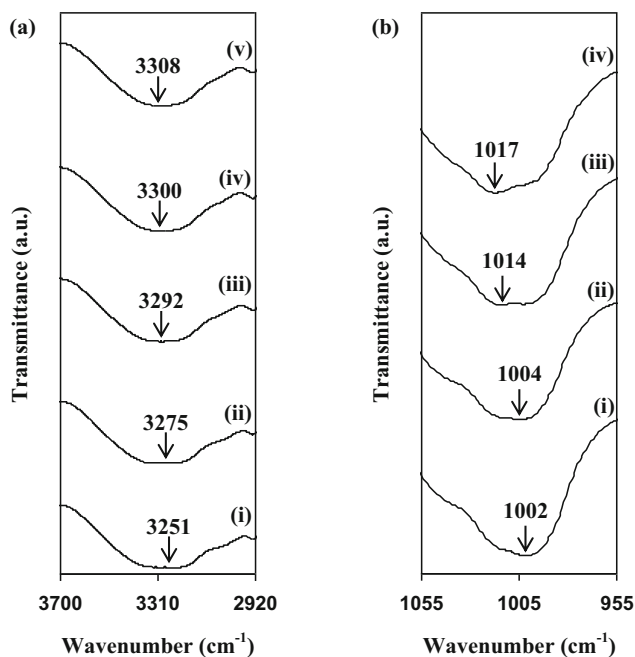 (a)
(v)
3308
(iv)
3300
(iii)
3292
(ii)
3275
(i)
3251
Transmittance (a.u.)
3700 3310 2920
Wavenumber (cm⁻¹)
(b)
(iv)
1017
(iii)
1014
(ii)
1004
(i)
1002
Transmittance (a.u.)
1055 1005 955
Wavenumber (cm⁻¹)